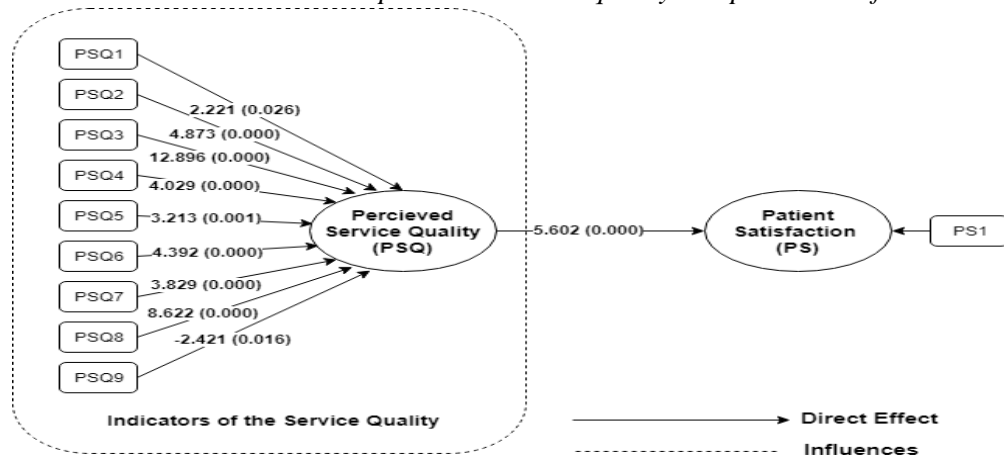 PSQ1
PSQ2
PSQ3
PSQ4
PSQ5
PSQ6
PSQ7
PSQ8
PSQ9
2.221 (0.026)
4.873 (0.000)
12.896 (0.000)
4.029 (0.000)
3.213 (0.001)
4.392 (0.000)
3.829 (0.000)
8.622 (0.000)
-2.421 (0.016)
Percieved
Service Quality
(PSQ)
5.602 (0.000)
Patient
Satisfaction
(PS)
PS1
Indicators of the Service Quality
Direct Effect
Influences